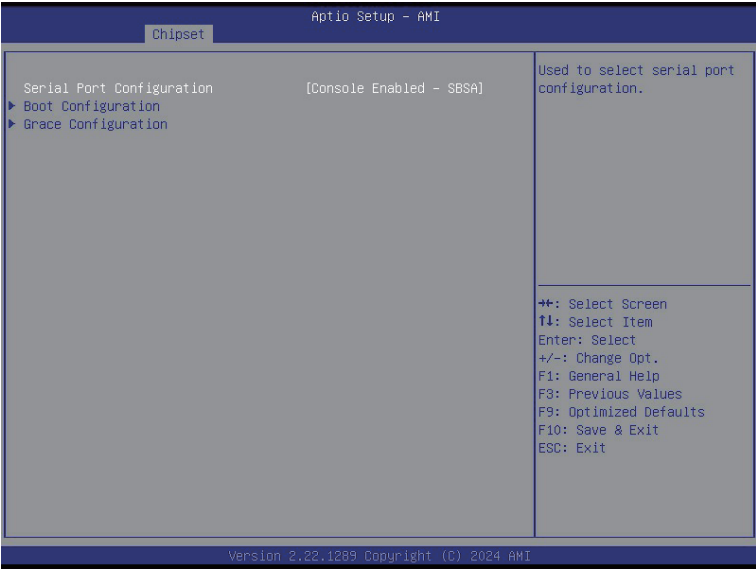 Aptio Setup – AMI
Chipset
Serial Port Configuration [Console Enabled – SBSA]
Boot Configuration
Grace Configuration
Used to select serial port
configuration.
→←: Select Screen
↑↓: Select Item
Enter: Select
+/-: Change Opt.
F1: General Help
F3: Previous Values
F9: Optimized Defaults
F10: Save & Exit
ESC: Exit
Version 2.22.1289 Copyright (C) 2024 AMI